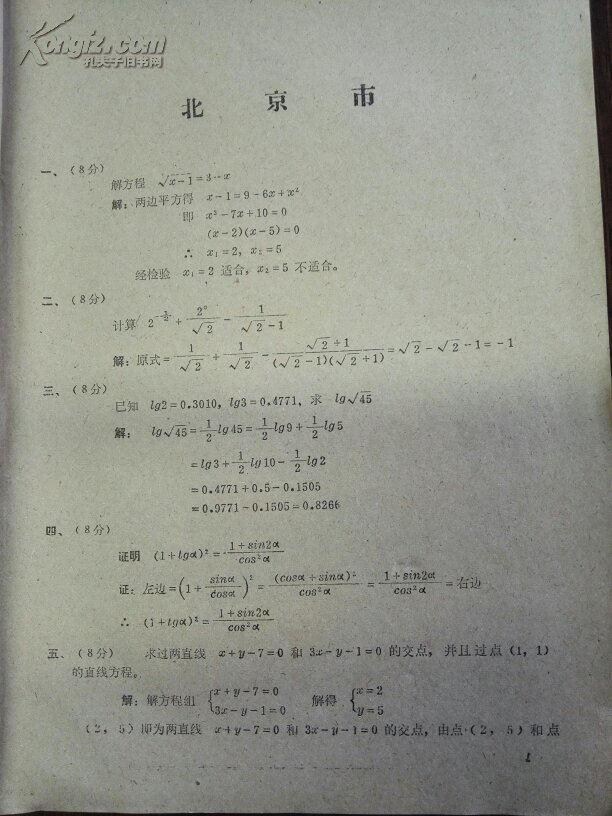 Kongfz.com
孔夫子旧书网
北 京 市
一、（8分）
解方程 √x-1=3-x
解：两边平方得 x-1=9-6x+x²
即 x²-7x+10=0
(x-2)(x-5)=0
∴ x₁=2, x₂=5
经检验 x₁=2 适合，x₂=5 不适合。
二、（8分）
计算 2^{-1/2} + 2°/√2 - 1/(√2-1)
解：原式= 1/√2 + 1/√2 - (√2+1)/((√2-1)(√2+1)) =√2-√2-1=-1
三、（8分）
已知 lg2=0.3010, lg3=0.4771, 求 lg√45
解： lg√45=1/2 lg45=1/2 lg9+1/2 lg5
=lg3+1/2 lg10-1/2 lg2
=0.4771+0.5-0.1505
=0.9771-0.1505=0.8266
四、（8分）
证明 (1+tgα)²=(1+sin2α)/cos²α
证：左边=(1+sinα/cosα)²=(cosα+sinα)²/cos²α=(1+sin2α)/cos²α=右边
∴ (1+tgα)²=(1+sin2α)/cos²α
五、（8分） 求过两直线 x+y-7=0 和 3x-y-1=0 的交点，并且过点（1，1）
的直线方程。
解：解方程组 {x+y-7=0 3x-y-1=0 解得 {x=2 y=5
（2，5）即为两直线 x+y-7=0 和 3x-y-1=0 的交点，由点（2，5）和点
1